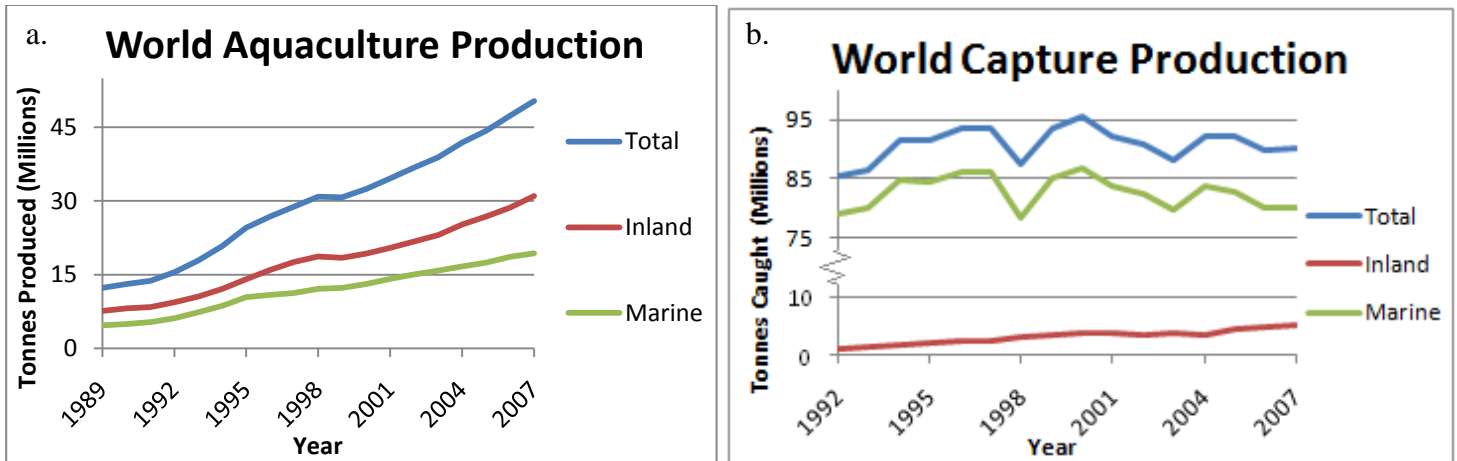 a.
World Aquaculture Production
Tonnes Produced (Millions)
45
30
15
0
1989
1992
1995
1998
2001
2004
2007
Year
Total
Inland
Marine
b.
World Capture Production
Tonnes Caught (Millions)
95
85
75
10
0
1992
1995
1998
2001
2004
2007
Year
Total
Inland
Marine